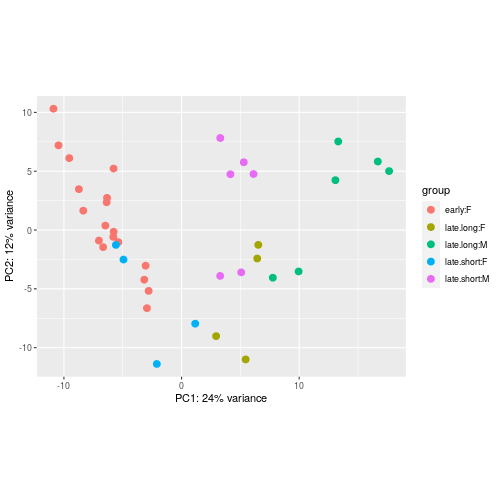 10
5
0
-5
-10
PC2: 12% variance
-10
0
10
PC1: 24% variance
group
early:F
late.long:F
late.long:M
late.short:F
late.short:M